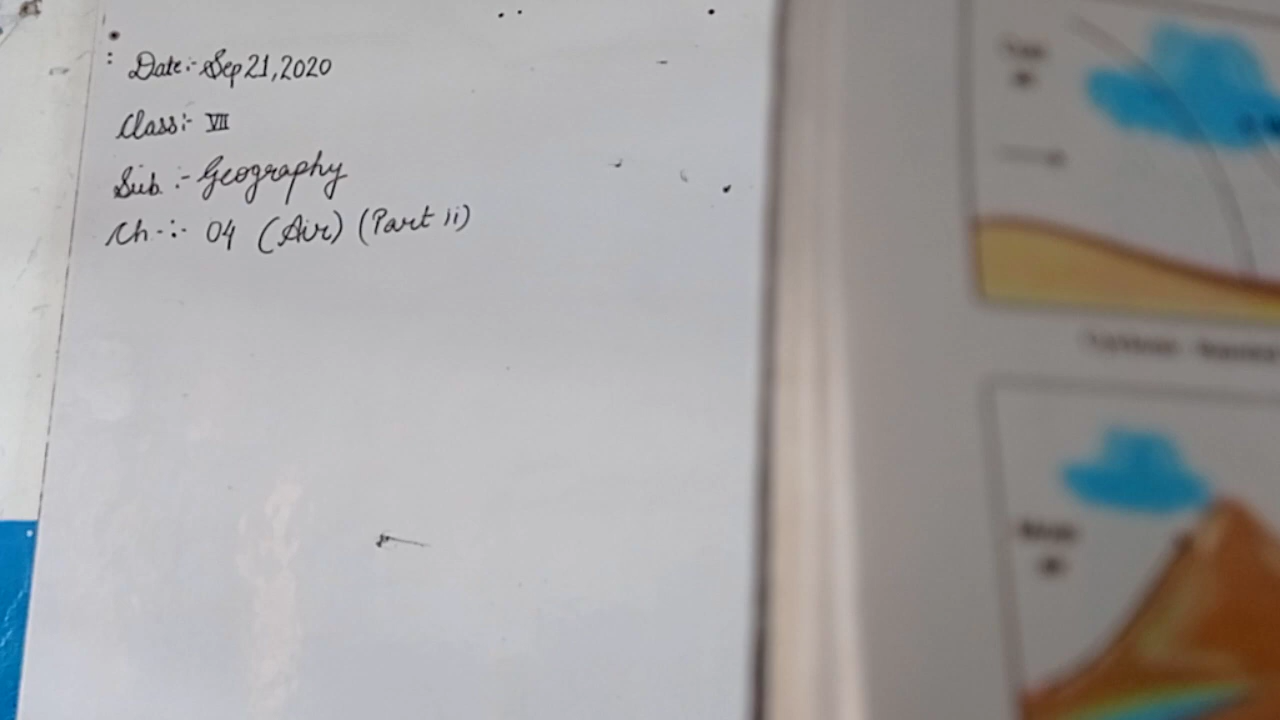 Date:- Sep 21, 2020
Class:- VII
Sub :- Geography
Ch-:- 04 (Air) (Part ii)